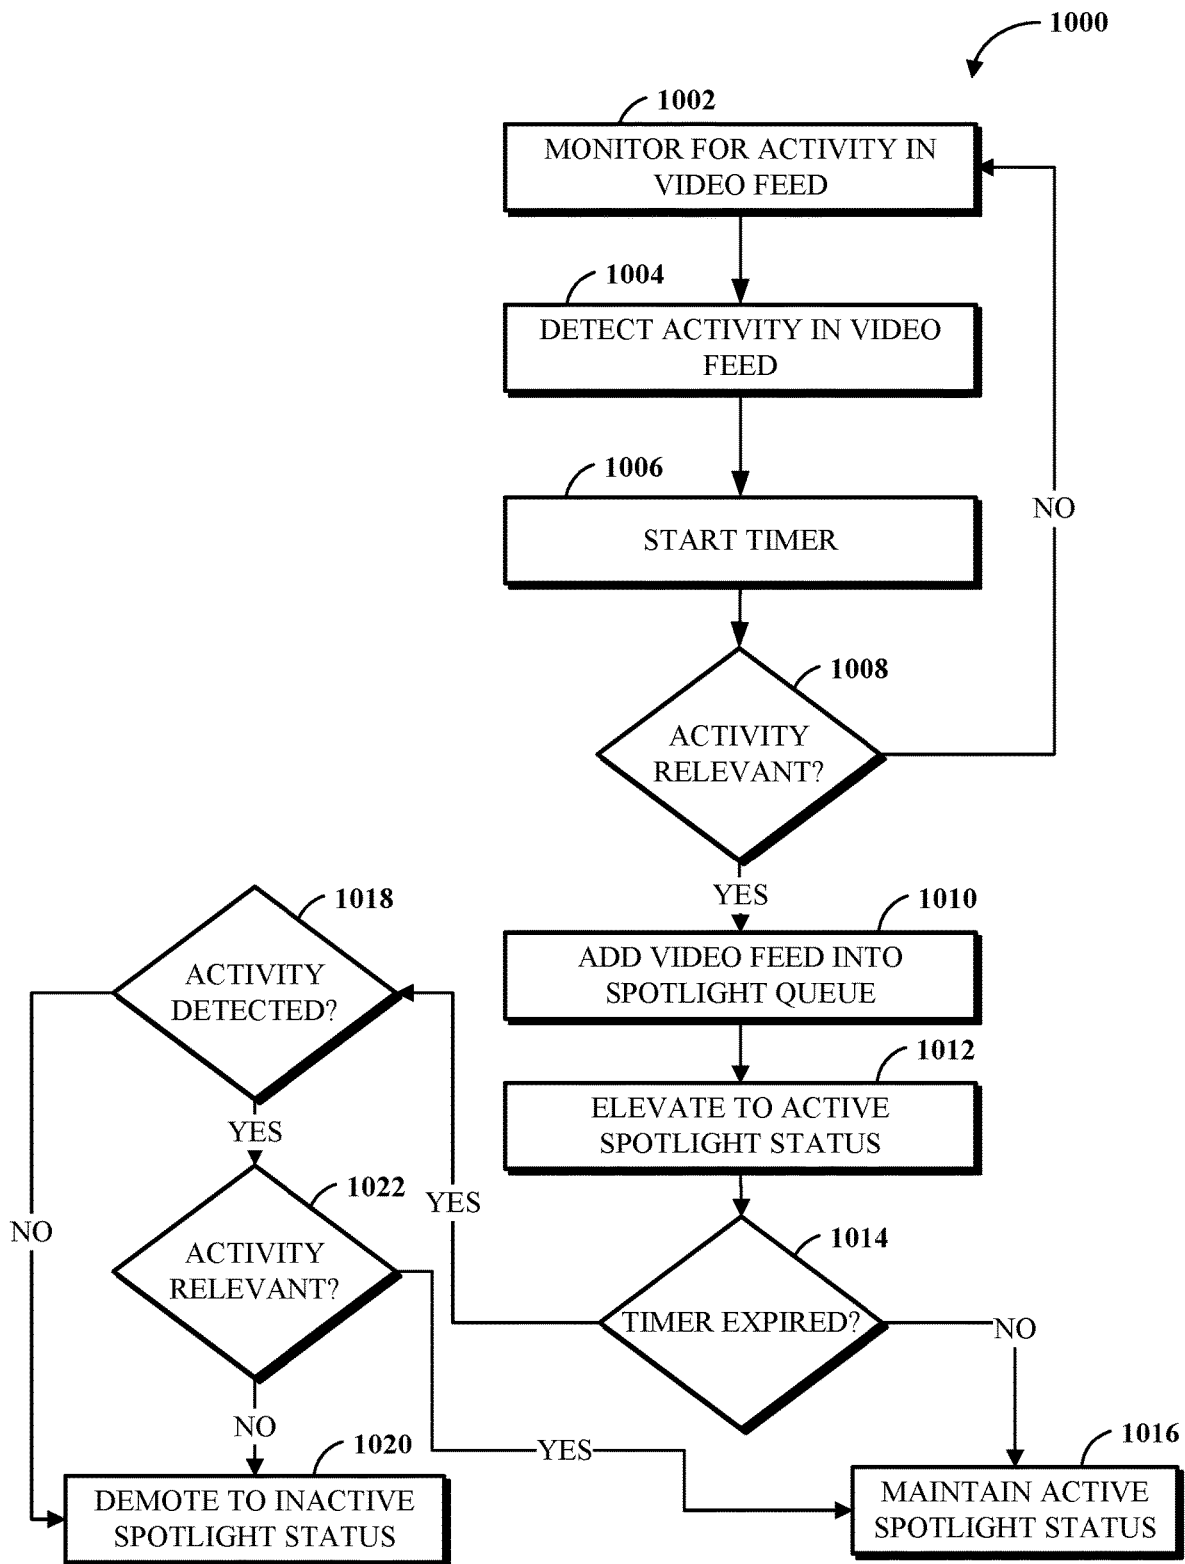 1000
1002
MONITOR FOR ACTIVITY IN
VIDEO FEED
1004
DETECT ACTIVITY IN VIDEO
FEED
1006
START TIMER
NO
1008
ACTIVITY
RELEVANT?
YES
1010
ADD VIDEO FEED INTO
SPOTLIGHT QUEUE
1012
ELEVATE TO ACTIVE
SPOTLIGHT STATUS
1014
TIMER EXPIRED?
NO
1016
MAINTAIN ACTIVE
SPOTLIGHT STATUS
YES
1018
ACTIVITY
DETECTED?
YES
NO
1022
ACTIVITY
RELEVANT?
NO
YES
1020
DEMOTE TO INACTIVE
SPOTLIGHT STATUS